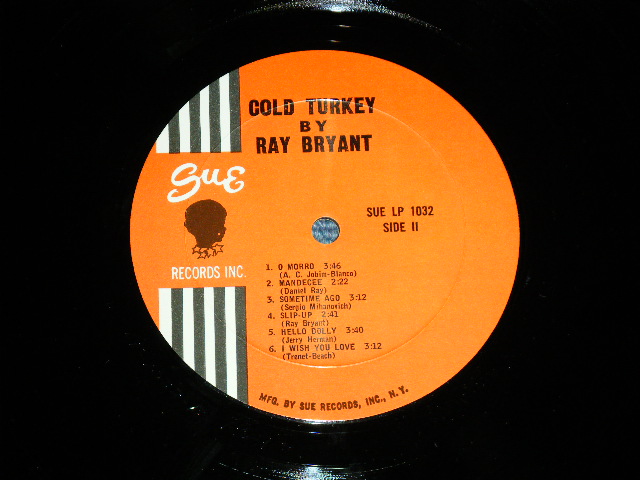 COLD TURKEY
BY
RAY BRYANT
SuE
RECORDS INC.
SUE LP 1032
SIDE II
1. O MORRO 3:46
(A. C. Jobim-Blanco)
2. MANDECEE 2:22
(Daniel Ray)
3. SOMETIME AGO 3:12
(Sergio Mihanovich)
4. SLIP-UP 2:41
(Ray Bryant)
5. HELLO DOLLY 3:40
(Jerry Herman)
6. I WISH YOU LOVE 3:12
(Trenet-Beach)
MFG. BY SUE RECORDS, INC., N.Y.